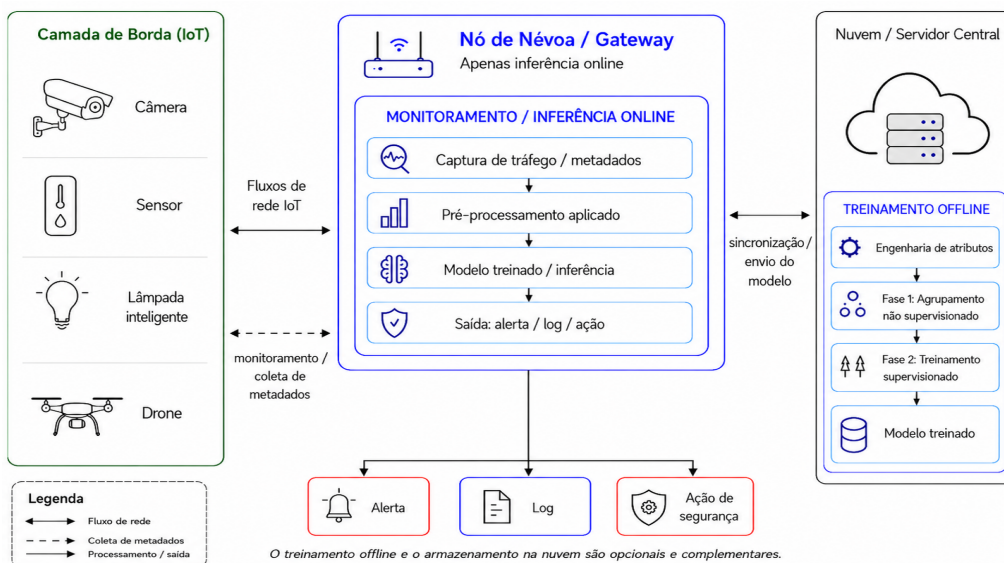 Camada de Borda (IoT)
Câmera
Sensor
Lâmpada
inteligente
Drone
Legenda
Fluxo de rede
Coleta de metadados
Processamento / saída
Fluxos de
rede IoT
monitoramento /
coleta de
metadados
Nó de Névoa / Gateway
Apenas inferência online
MONITORAMENTO / INFERÊNCIA ONLINE
Captura de tráfego / metadados
Pré-processamento aplicado
Modelo treinado / inferência
Saída: alerta / log / ação
sincronização /
envio do
modelo
Nuvem / Servidor Central
TREINAMENTO OFFLINE
Engenharia de atributos
Fase 1: Agrupamento
não supervisionado
Fase 2: Treinamento
supervisionado
Modelo treinado
Alerta
Log
Ação de
segurança
O treinamento offline e o armazenamento na nuvem são opcionais e complementares.